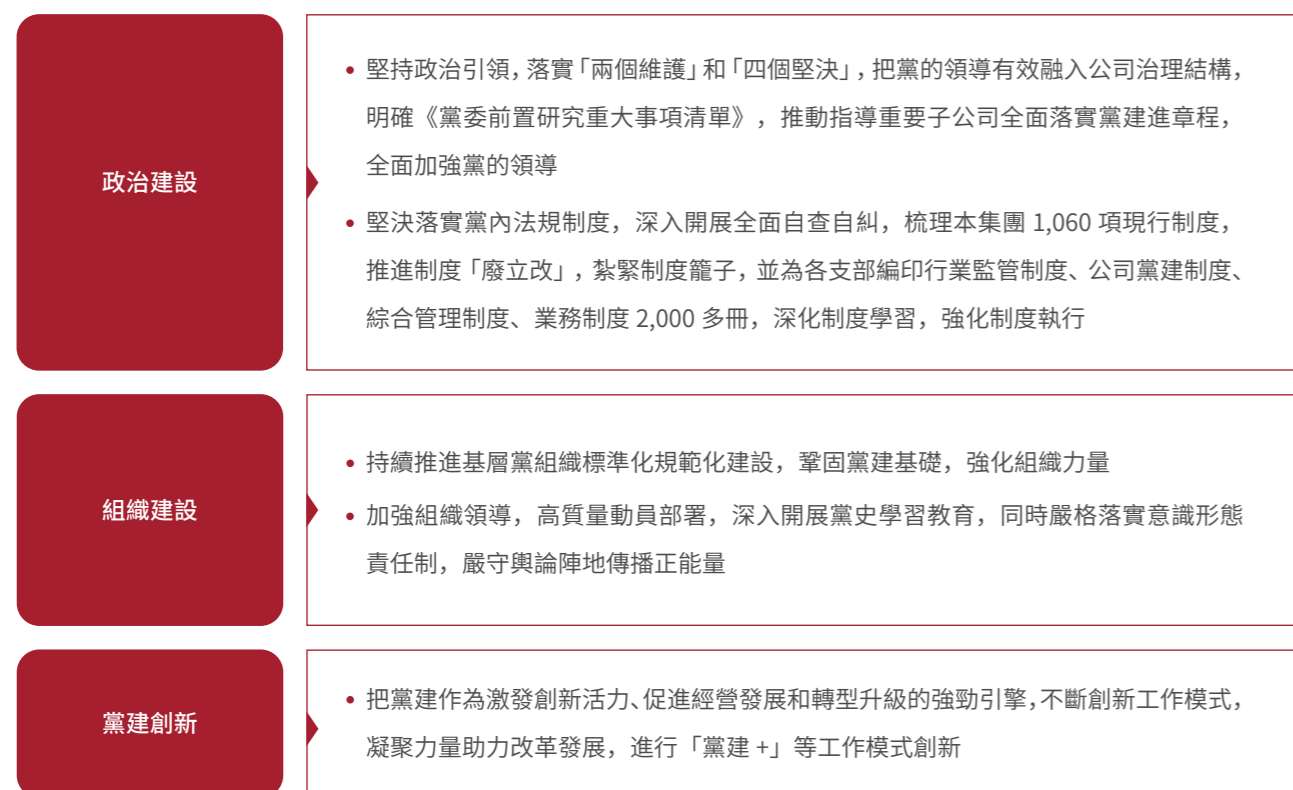 政治建設
• 堅持政治引領，落實「兩個維護」和「四個堅決」，把黨的領導有效融入公司治理結構，
明確《黨委前置研究重大事項清單》，推動指導重要子公司全面落實黨建進章程，
全面加強黨的領導
• 堅決落實黨內法規制度，深入開展全面自查自糾，梳理本集團 1,060 項現行制度，
推進制度「廢立改」，紮緊制度籠子，並為各支部編印行業監管制度、公司黨建制度、
綜合管理制度、業務制度 2,000 多冊，深化制度學習，強化制度執行
組織建設
• 持續推進基層黨組織標準化規範化建設，鞏固黨建基礎，強化組織力量
• 加強組織領導，高質量動員部署，深入開展黨史學習教育，同時嚴格落實意識形態
責任制，嚴守輿論陣地傳播正能量
黨建創新
• 把黨建作為激發創新活力、促進經營發展和轉型升級的強勁引擎，不斷創新工作模式，
凝聚力量助力改革發展，進行「黨建 +」等工作模式創新